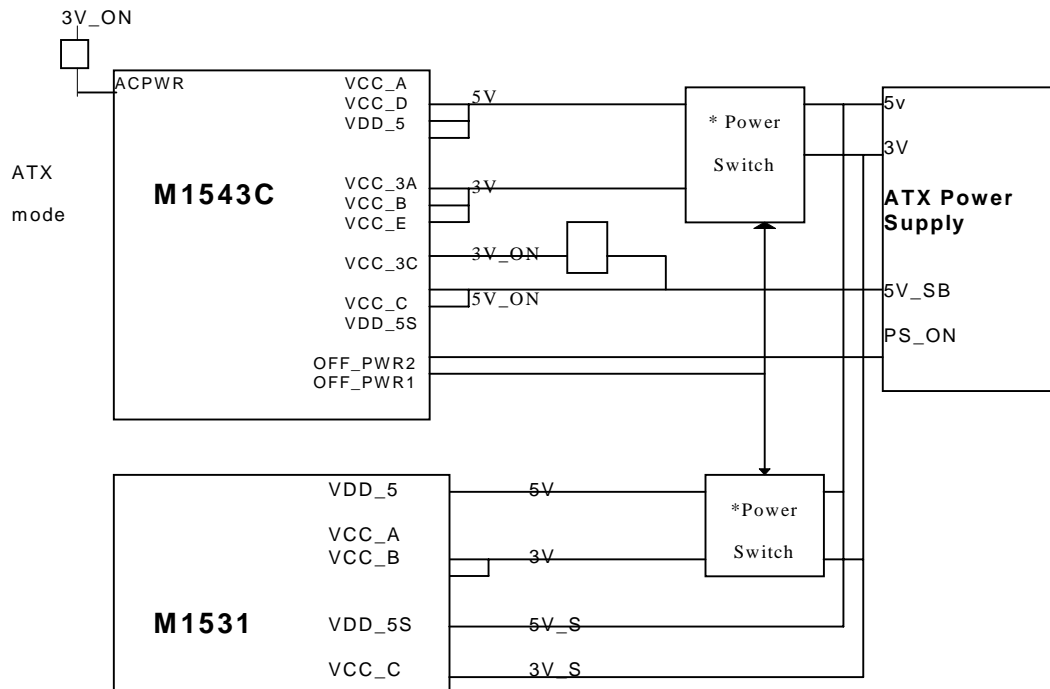 3V_ON
ACPWR
ATX
mode
M1543C
VCC_A
VCC_D
VDD_5
5V
VCC_3A
VCC_B
VCC_E
3V
VCC_3C
3V_ON
VCC_C
5V_ON
VDD_5S
OFF_PWR2
OFF_PWR1
* Power
Switch
5v
3V
ATX Power
Supply
5V_SB
PS_ON
M1531
VDD_5
5V
VCC_A
VCC_B
3V
VDD_5S
5V_S
VCC_C
3V_S
*Power
Switch